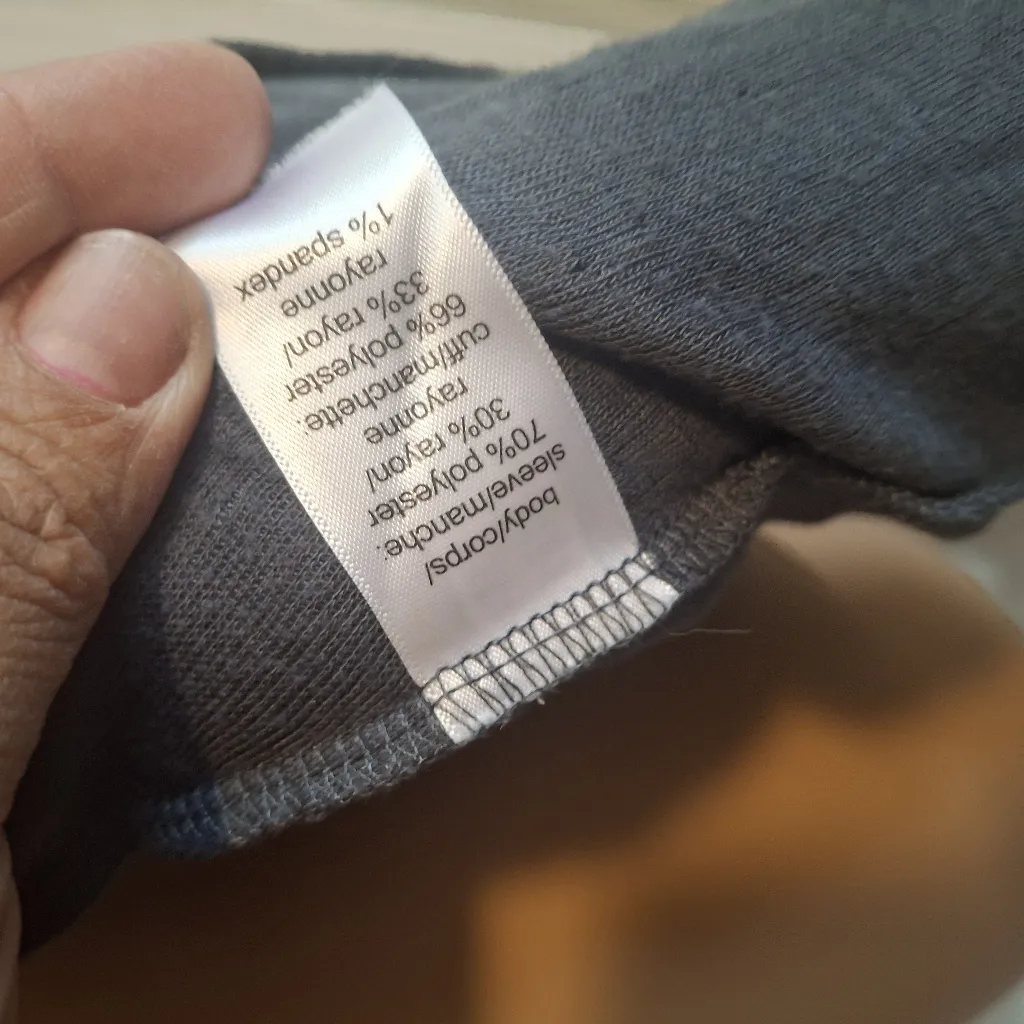 body/corps/
sleeve/manche:
70% polyester
30% rayon/
rayonne
cuff/manchette:
66% polyester
33% rayon/
rayonne
1% spandex